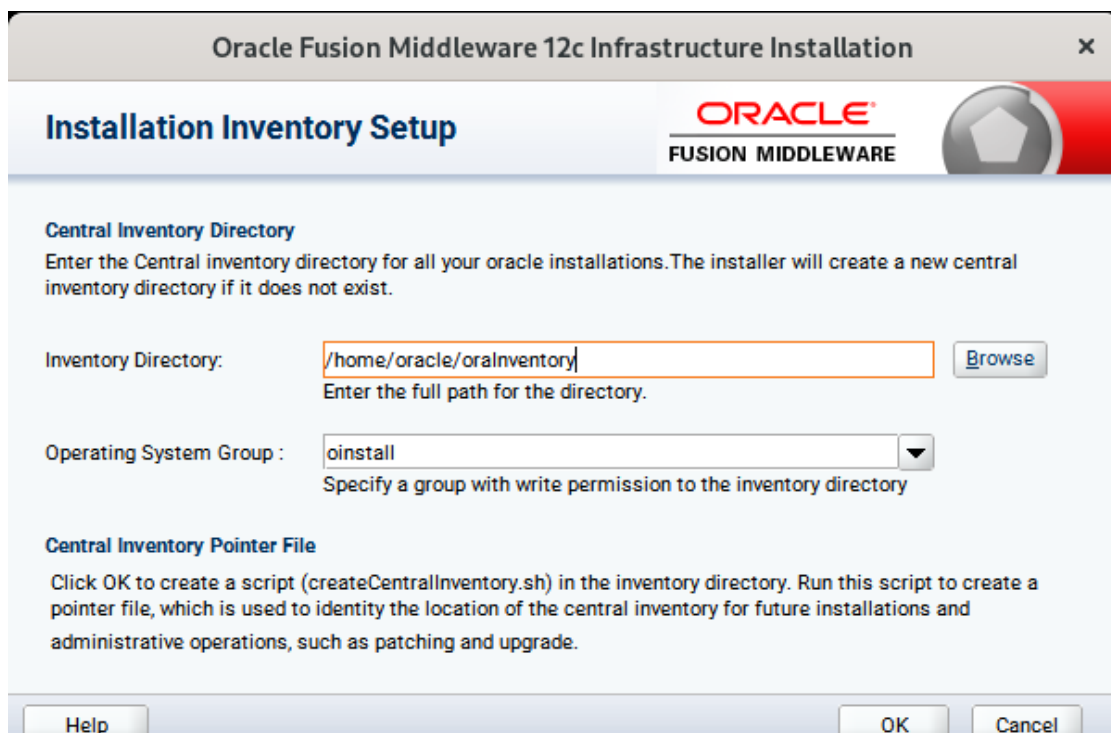 Oracle Fusion Middleware 12c Infrastructure Installation ×
Installation Inventory Setup
ORACLE®
FUSION MIDDLEWARE
Central Inventory Directory
Enter the Central inventory directory for all your oracle installations.The installer will create a new central
inventory directory if it does not exist.
Inventory Directory: /home/oracle/oraInventory Browse
Enter the full path for the directory.
Operating System Group : oinstall
Specify a group with write permission to the inventory directory
Central Inventory Pointer File
Click OK to create a script (createCentralInventory.sh) in the inventory directory. Run this script to create a
pointer file, which is used to identity the location of the central inventory for future installations and
administrative operations, such as patching and upgrade.
Help OK Cancel